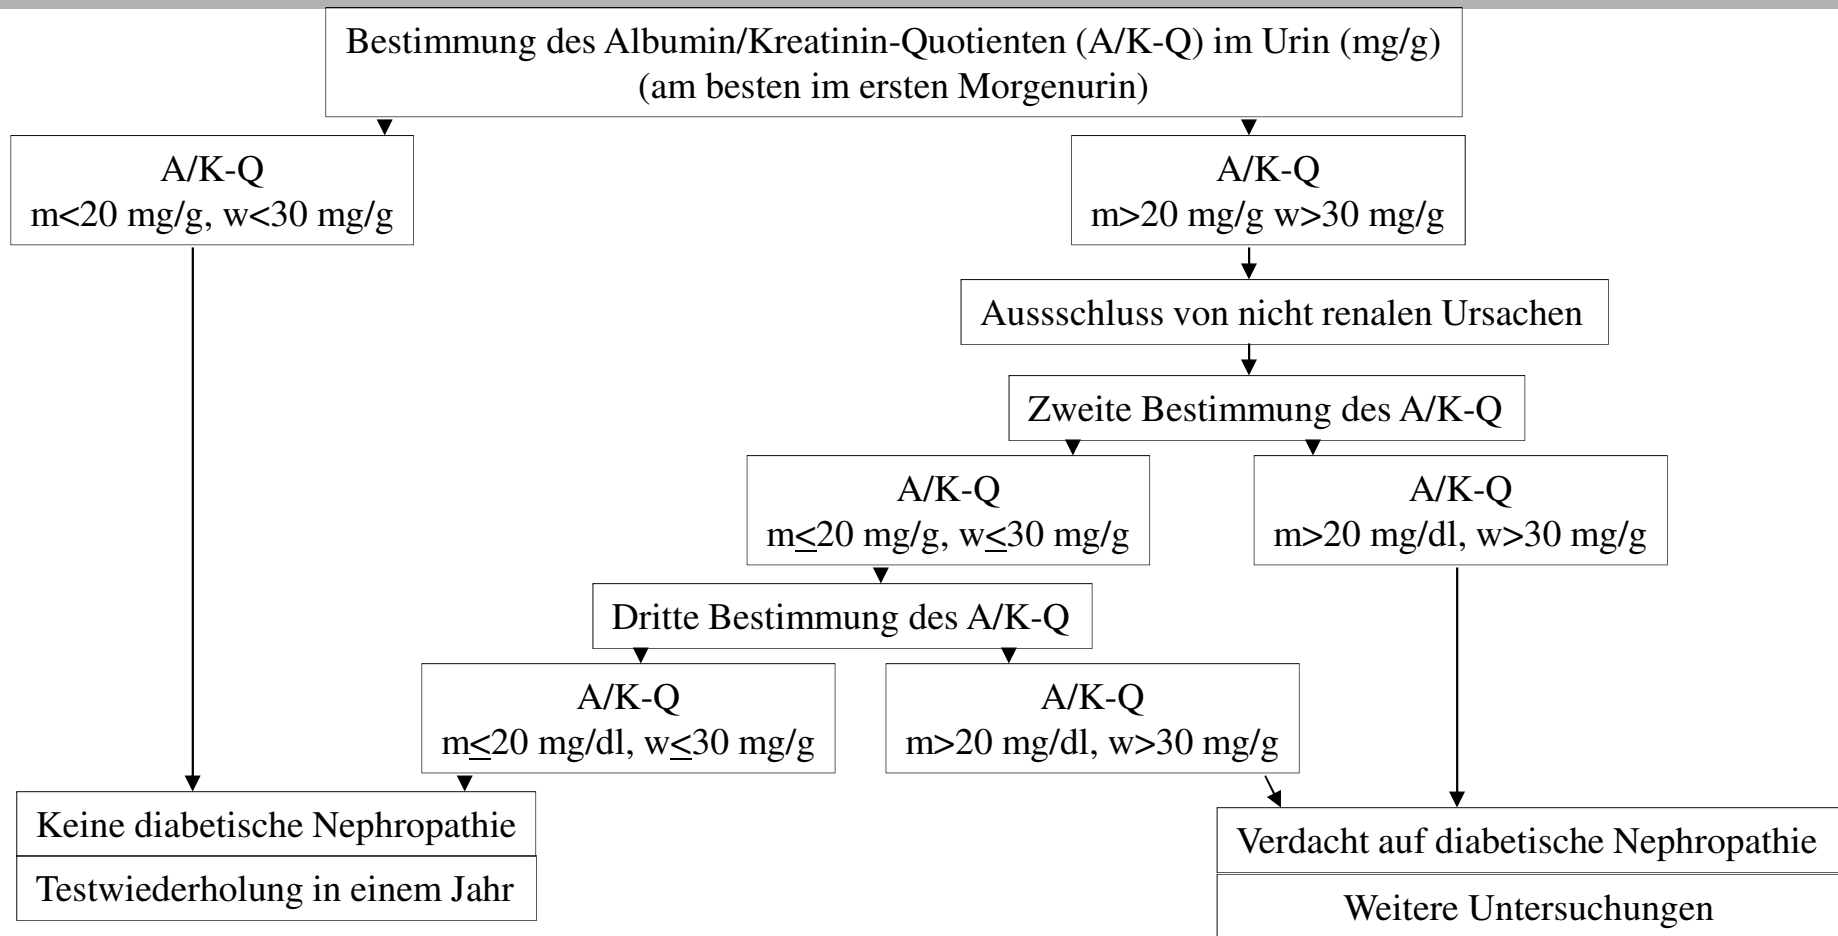 Bestimmung des Albumin/Kreatinin-Quotienten (A/K-Q) im Urin (mg/g)
(am besten im ersten Morgenurin)
A/K-Q
m<20 mg/g, w<30 mg/g
A/K-Q
m>20 mg/g w>30 mg/g
Aussschluss von nicht renalen Ursachen
Zweite Bestimmung des A/K-Q
A/K-Q
m≤20 mg/g, w≤30 mg/g
A/K-Q
m>20 mg/dl, w>30 mg/g
Dritte Bestimmung des A/K-Q
A/K-Q
m≤20 mg/dl, w≤30 mg/g
A/K-Q
m>20 mg/dl, w>30 mg/g
Keine diabetische Nephropathie
Testwiederholung in einem Jahr
Verdacht auf diabetische Nephropathie
Weitere Untersuchungen